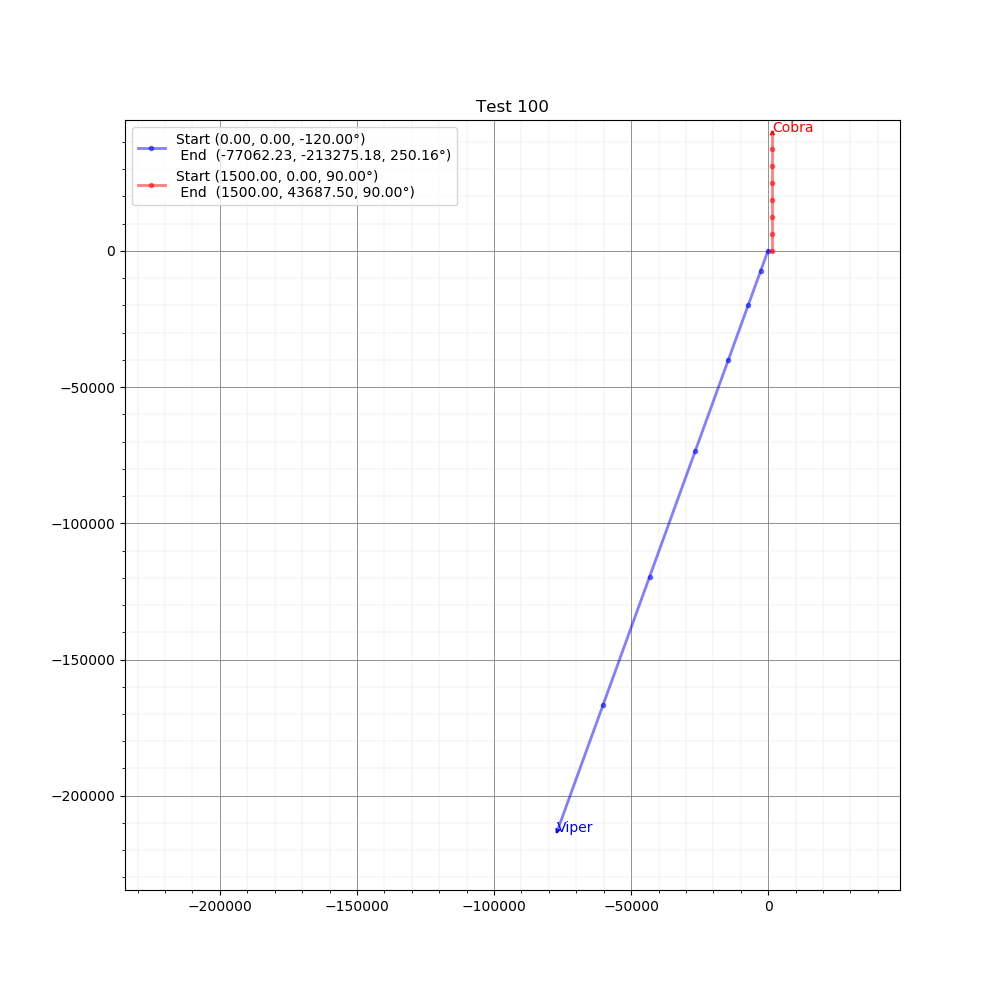 Test 100
Start (0.00, 0.00, -120.00°)
End (-77062.23, -213275.18, 250.16°)
Start (1500.00, 0.00, 90.00°)
End (1500.00, 43687.50, 90.00°)
Cobra
0
−50000
−100000
−150000
−200000
Viper
−200000 −150000 −100000 −50000 0